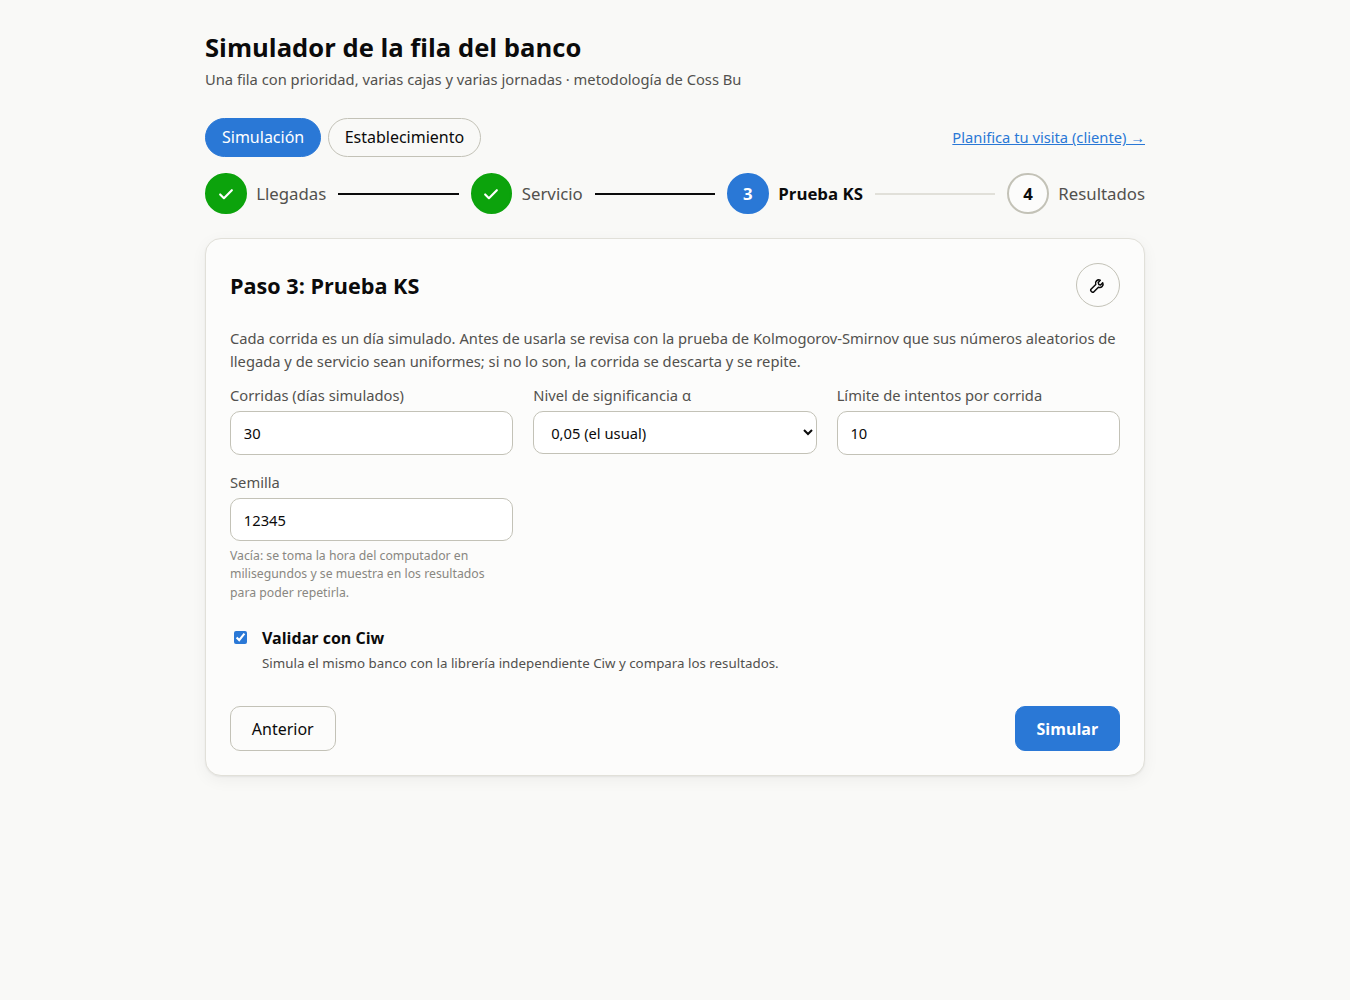 Simulador de la fila del banco
Una fila con prioridad, varias cajas y varias jornadas · metodología de Coss Bu
Simulación
Establecimiento
Planifica tu visita (cliente) →
Llegadas
Servicio
3
Prueba KS
4
Resultados
Paso 3: Prueba KS
Cada corrida es un día simulado. Antes de usarla se revisa con la prueba de Kolmogorov-Smirnov que sus números aleatorios de
llegada y de servicio sean uniformes; si no lo son, la corrida se descarta y se repite.
Corridas (días simulados)
Nivel de significancia α
Límite de intentos por corrida
30
0,05 (el usual)
10
Semilla
12345
Vacía: se toma la hora del computador en
milisegundos y se muestra en los resultados
para poder repetirla.
Validar con Ciw
Simula el mismo banco con la librería independiente Ciw y compara los resultados.
Anterior
Simular